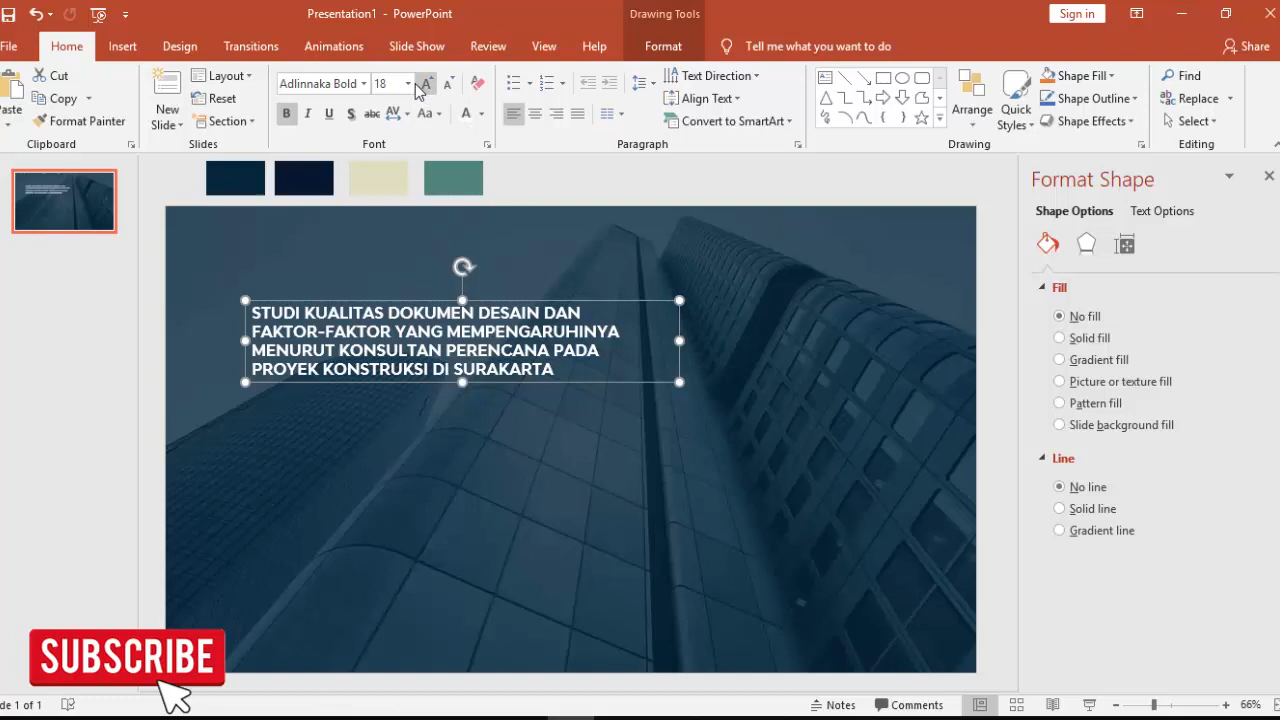 Presentation1 - PowerPoint
Drawing Tools
Sign in
File
Home
Insert
Design
Transitions
Animations
Slide Show
Review
View
Help
Format
Tell me what you want to do
Share
Paste
Cut
Copy
Format Painter
Clipboard
New Slide
Layout
Reset
Section
Slides
Adlinnaka Bold
18
A
A
B
I
U
S
abc
AV
Aa
A
Font
Text Direction
Align Text
Convert to SmartArt
Paragraph
Arrange
Quick Styles
Shape Fill
Shape Outline
Shape Effects
Drawing
Find
Replace
Select
Editing
STUDI KUALITAS DOKUMEN DESAIN DAN
FAKTOR-FAKTOR YANG MEMPENGARUHINYA
MENURUT KONSULTAN PERENCANA PADA
PROYEK KONSTRUKSI DI SURAKARTA
Format Shape
Shape Options
Text Options
Fill
No fill
Solid fill
Gradient fill
Picture or texture fill
Pattern fill
Slide background fill
Line
No line
Solid line
Gradient line
SUBSCRIBE
de 1 of 1
Notes
Comments
66%